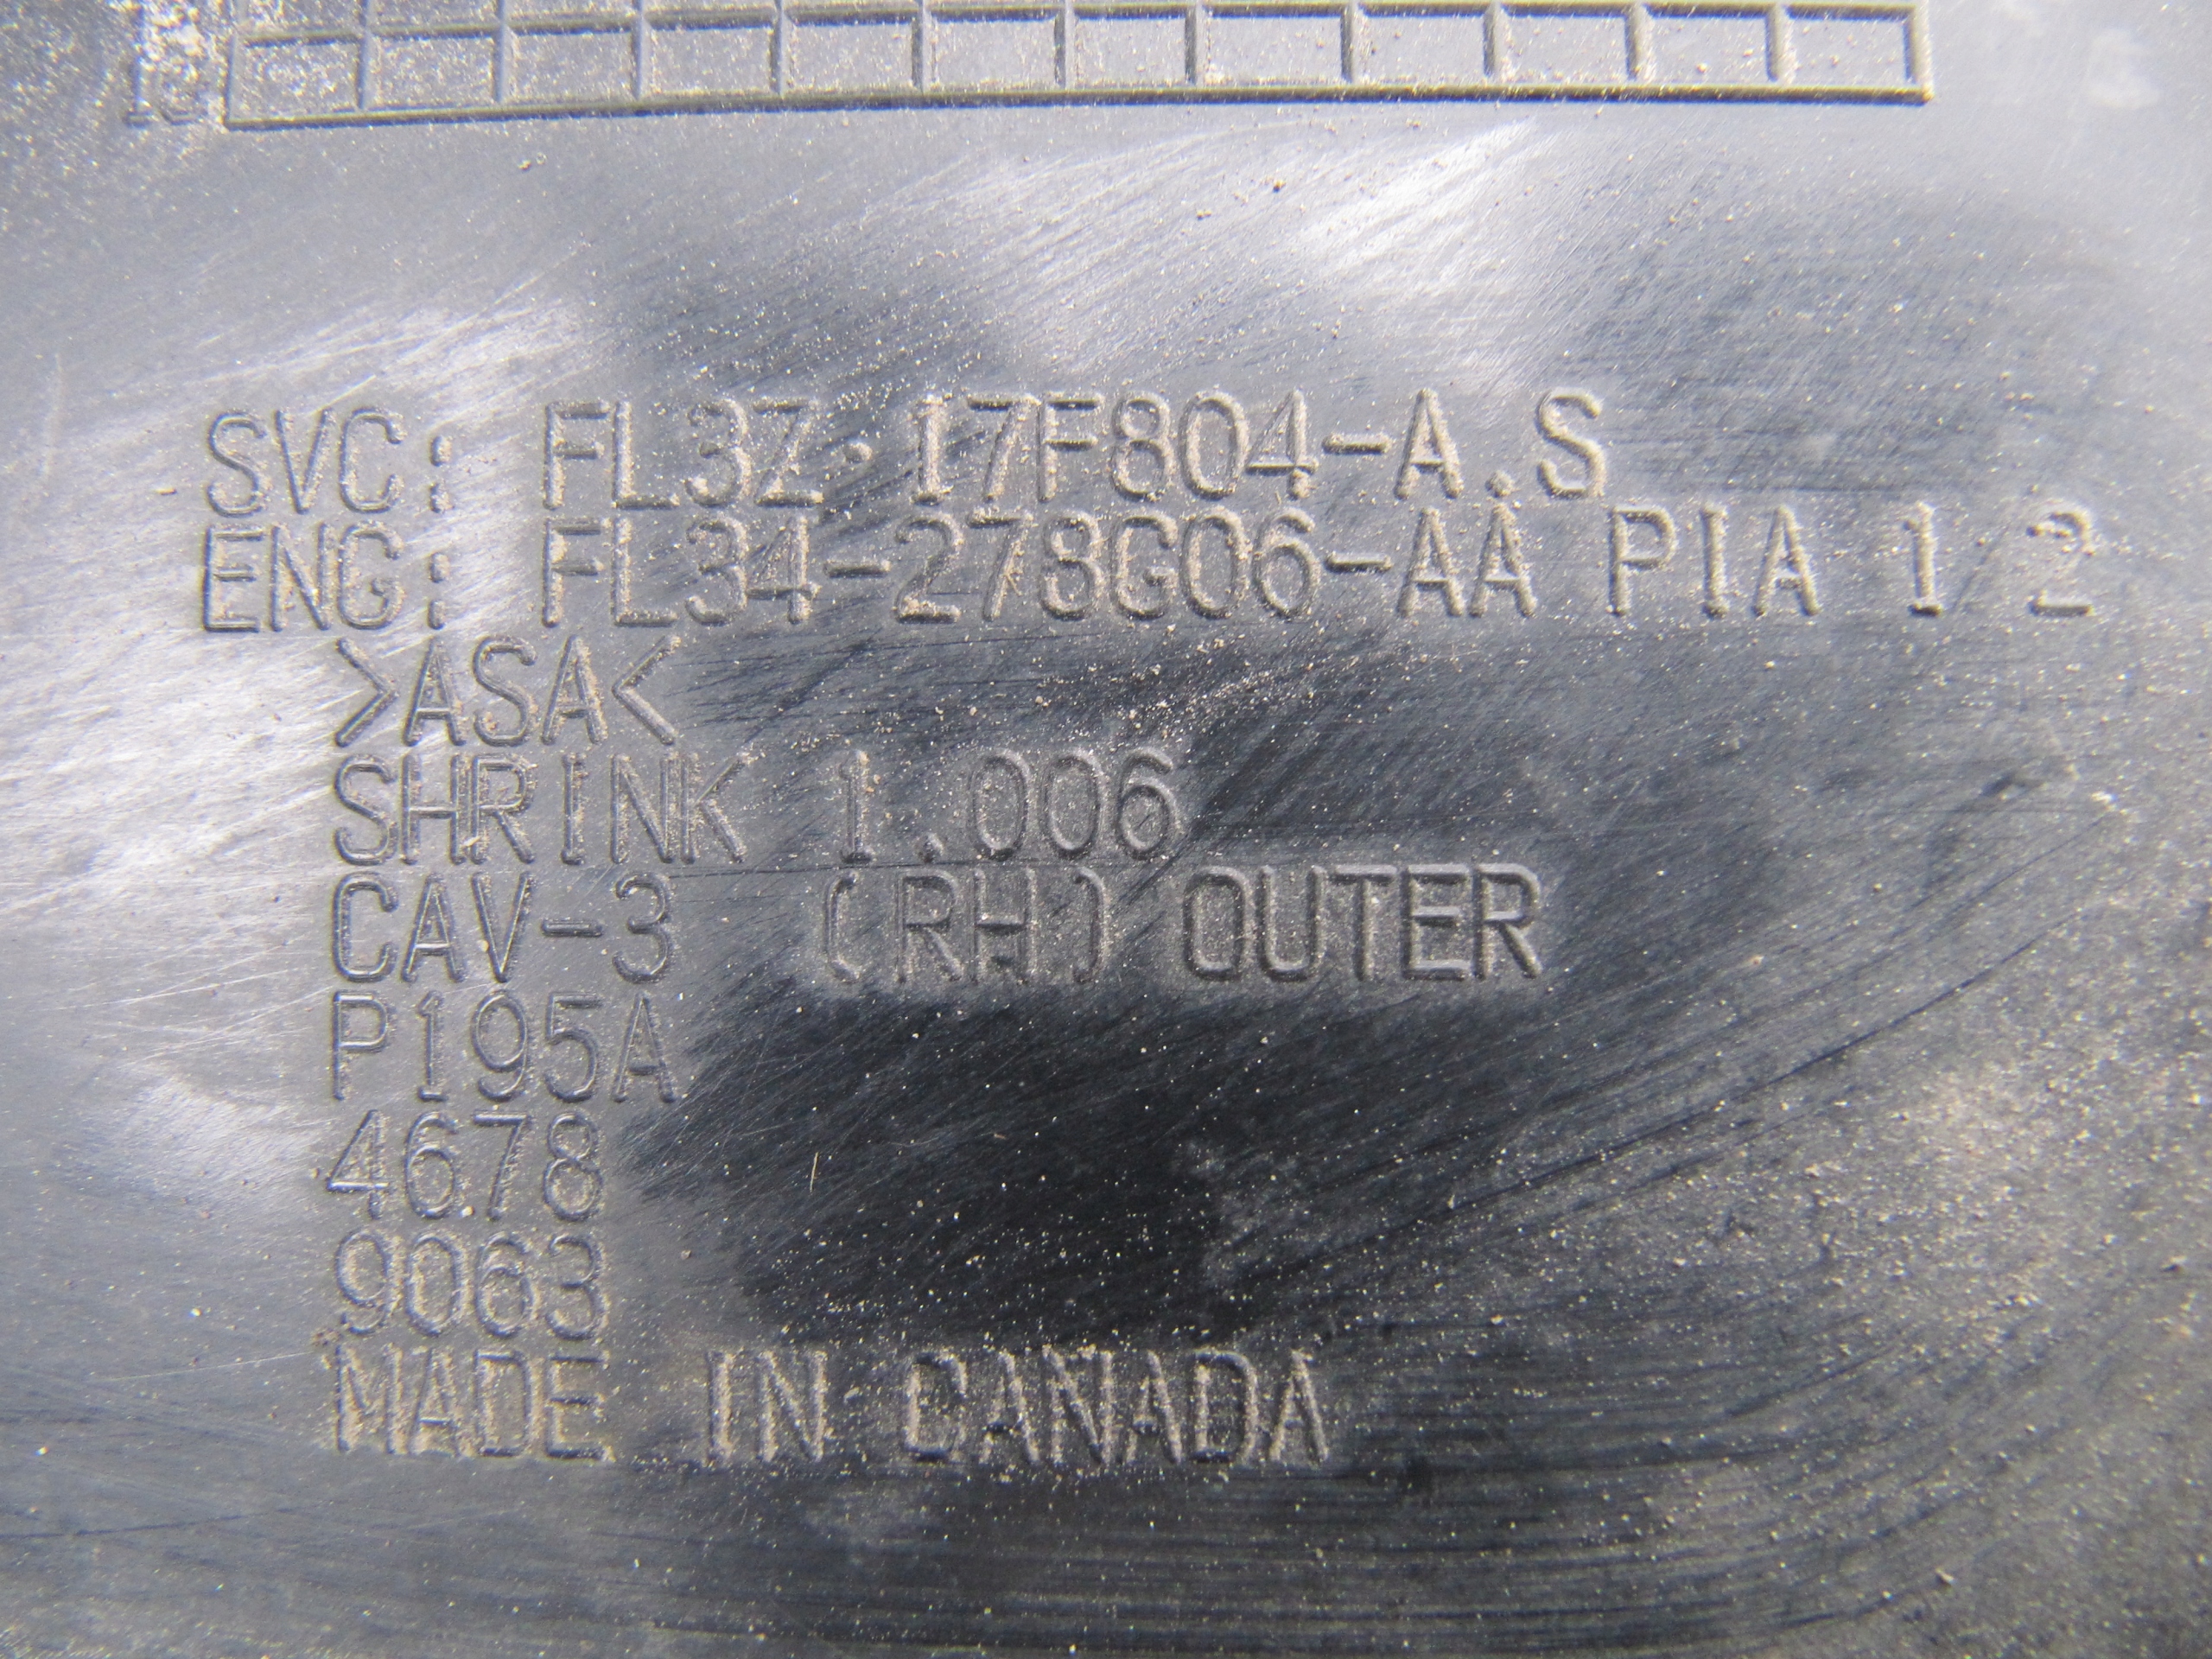 SVC: FL3Z-17F804-A.S
ENG: FL34-278G06-AA PIA 1 2
>ASA<
SHRINK 1.006
CAV-3 (RH) OUTER
P195A
4678
9063
MADE IN CANADA